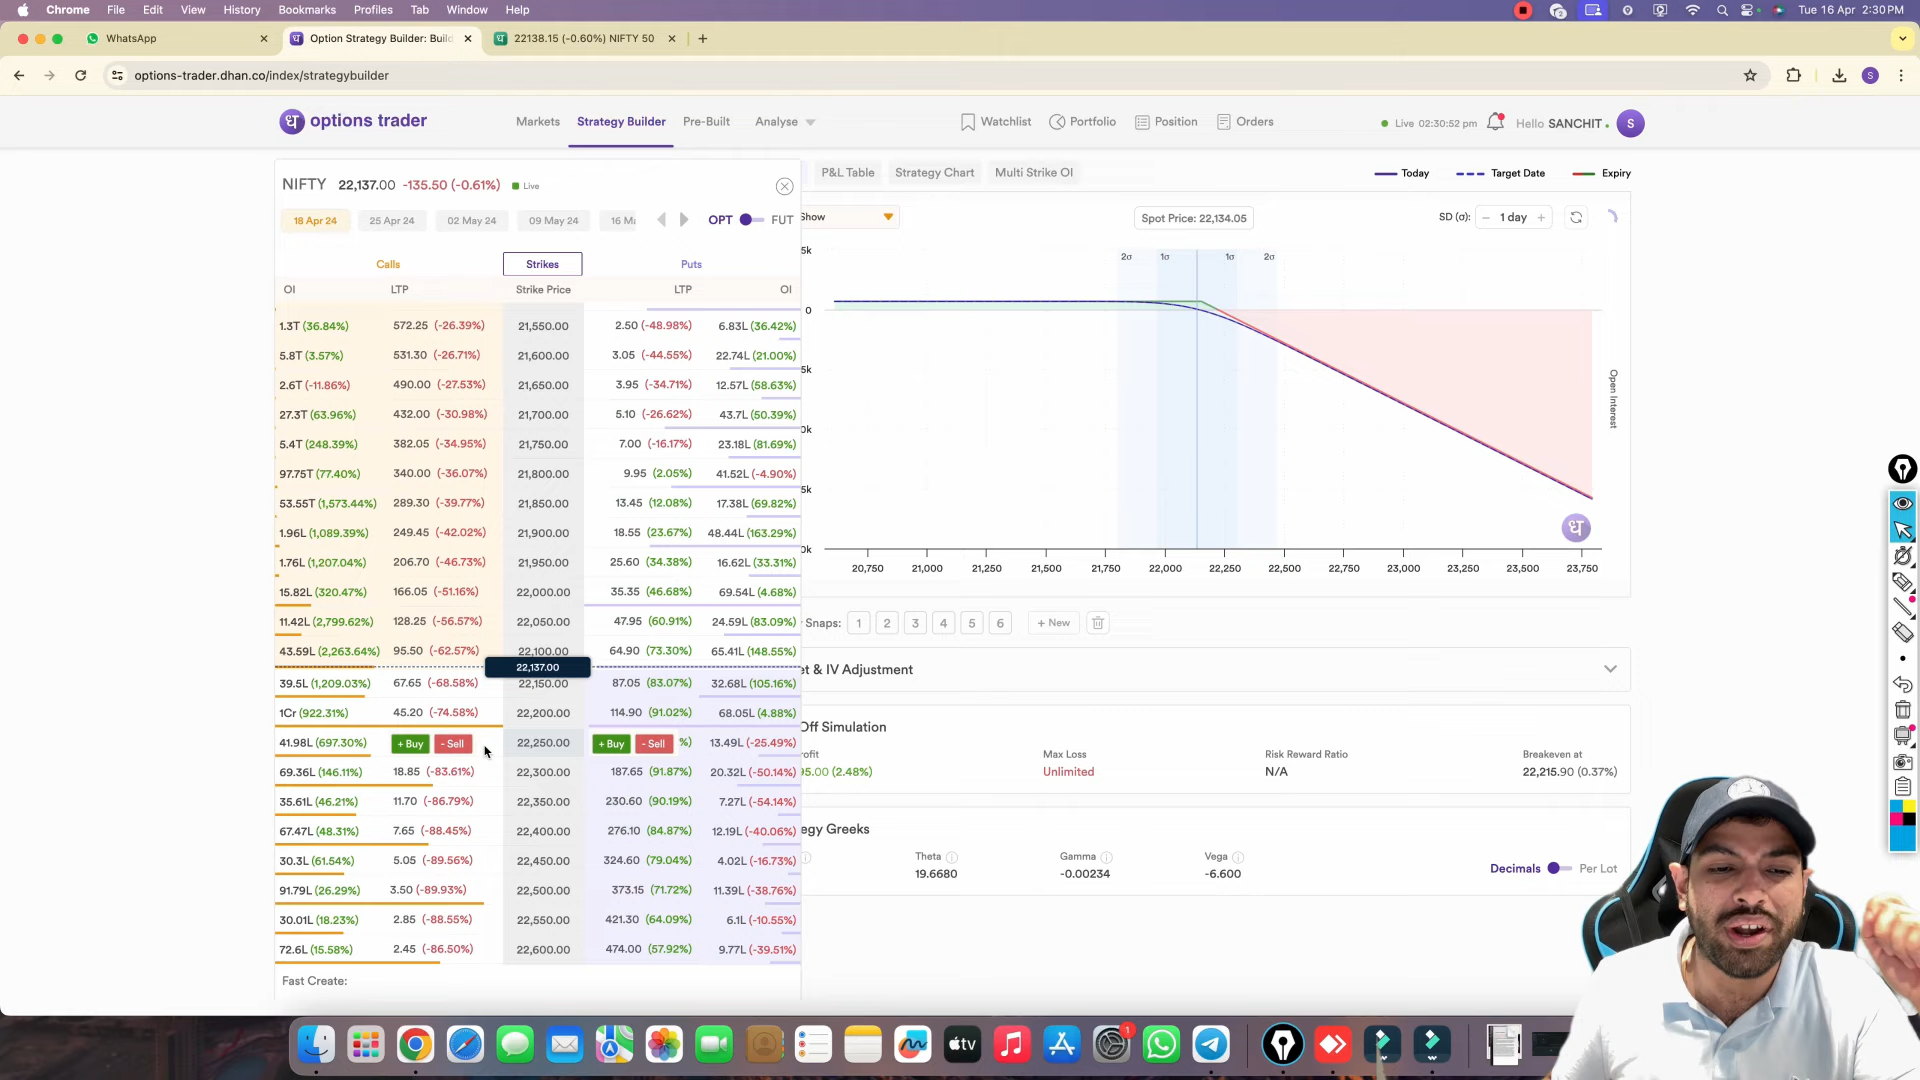 Chrome File Edit View History Bookmarks Profiles Tab Window Help
Tue 16 Apr 2:30PM
WhatsApp
Option Strategy Builder: Build
22138.15 (-0.60%) NIFTY 50
options-trader.dhan.co/index/strategybuilder
S
options trader
Markets Strategy Builder Pre-Built Analyse
Watchlist Portfolio Position Orders
Live 02:30:52 pm
Hello SANCHIT
S
NIFTY 22,137.00 -135.50 (-0.61%) Live
18 Apr 24 25 Apr 24 02 May 24 09 May 24 16 Ma
OPT FUT
Calls Strikes Puts
OI LTP Strike Price LTP OI
1.3T (36.84%) 572.25 (-26.39%) 21,550.00 2.50 (-48.98%) 6.83L (36.42%)
5.8T (3.57%) 531.30 (-26.71%) 21,600.00 3.05 (-44.55%) 22.74L (21.00%)
2.6T (-11.86%) 490.00 (-27.53%) 21,650.00 3.95 (-34.71%) 12.57L (58.63%)
27.3T (63.96%) 432.00 (-30.98%) 21,700.00 5.10 (-26.62%) 43.7L (50.39%)
5.4T (248.39%) 382.05 (-34.95%) 21,750.00 7.00 (-16.17%) 23.18L (81.69%)
97.75T (77.40%) 340.00 (-36.07%) 21,800.00 9.95 (2.05%) 41.52L (-4.90%)
53.55T (1,573.44%) 289.30 (-39.77%) 21,850.00 13.45 (12.08%) 17.38L (69.82%)
1.96L (1,089.39%) 249.45 (-42.02%) 21,900.00 18.55 (23.67%) 48.44L (163.29%)
1.76L (1,207.04%) 206.70 (-46.73%) 21,950.00 25.60 (34.38%) 16.62L (33.31%)
15.82L (320.47%) 166.05 (-51.16%) 22,000.00 35.35 (46.68%) 69.54L (4.68%)
11.42L (2,799.62%) 128.25 (-56.57%) 22,050.00 47.95 (60.91%) 24.59L (83.09%)
43.59L (2,263.64%) 95.50 (-62.57%) 22,100.00 64.90 (73.30%) 65.41L (148.55%)
22,137.00
39.5L (1,209.03%) 67.65 (-68.58%) 22,150.00 87.05 (83.07%) 32.68L (105.16%)
1Cr (922.31%) 45.20 (-74.58%) 22,200.00 114.90 (91.02%) 68.05L (4.88%)
41.98L (697.30%) + Buy - Sell 22,250.00 + Buy - Sell %) 13.49L (-25.49%)
69.36L (146.11%) 18.85 (-83.61%) 22,300.00 187.65 (91.87%) 20.32L (-50.14%)
35.61L (46.21%) 11.70 (-86.79%) 22,350.00 230.60 (90.19%) 7.27L (-54.14%)
67.47L (48.31%) 7.65 (-88.45%) 22,400.00 276.10 (84.87%) 12.19L (-40.06%)
30.3L (61.54%) 5.05 (-89.56%) 22,450.00 324.60 (79.04%) 4.02L (-16.73%)
91.79L (26.29%) 3.50 (-89.93%) 22,500.00 373.15 (71.72%) 11.39L (-38.76%)
30.01L (18.23%) 2.85 (-88.55%) 22,550.00 421.30 (64.09%) 6.1L (-10.55%)
72.6L (15.58%) 2.45 (-86.50%) 22,600.00 474.00 (57.92%) 9.77L (-39.51%)
Fast Create:
P&L Table Strategy Chart Multi Strike OI
Today Target Date Expiry
Show
Spot Price: 22,134.05
SD (σ): − 1 day +
2σ 1σ 1σ 2σ
5k
0
5k
0k
5k
0k
Open Interest
20,750 21,000 21,250 21,500 21,750 22,000 22,250 22,500 22,750 23,000 23,250 23,500 23,750
Snaps: 1 2 3 4 5 6 + New
et & IV Adjustment
Off Simulation
rofit Max Loss Risk Reward Ratio Breakeven at
95.00 (2.48%) Unlimited N/A 22,215.90 (0.37%)
egy Greeks
Theta Gamma Vega
19.6680 -0.00234 -6.600
Decimals Per Lot
tv
1